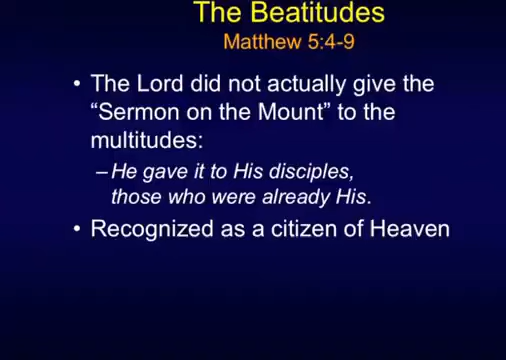 The Beatitudes
Matthew 5:4-9
• The Lord did not actually give the
“Sermon on the Mount” to the
multitudes:
– He gave it to His disciples,
those who were already His.
• Recognized as a citizen of Heaven